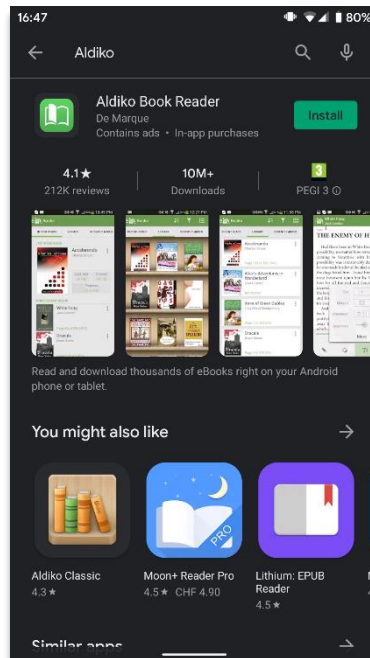 16:47
80%
Aldiko
Aldiko Book Reader
De Marque
Contains ads • In-app purchases
Install
4.1★
212K reviews
10M+
Downloads
3
PEGI 3
THE ENEMY OF
Read and download thousands of eBooks right on your Android
phone or tablet.
You might also like
PRO
Aldiko Classic
4.3 ★
Moon+ Reader Pro
4.5 ★ CHF 4.90
Lithium: EPUB
Reader
4.5 ★
Similar apps